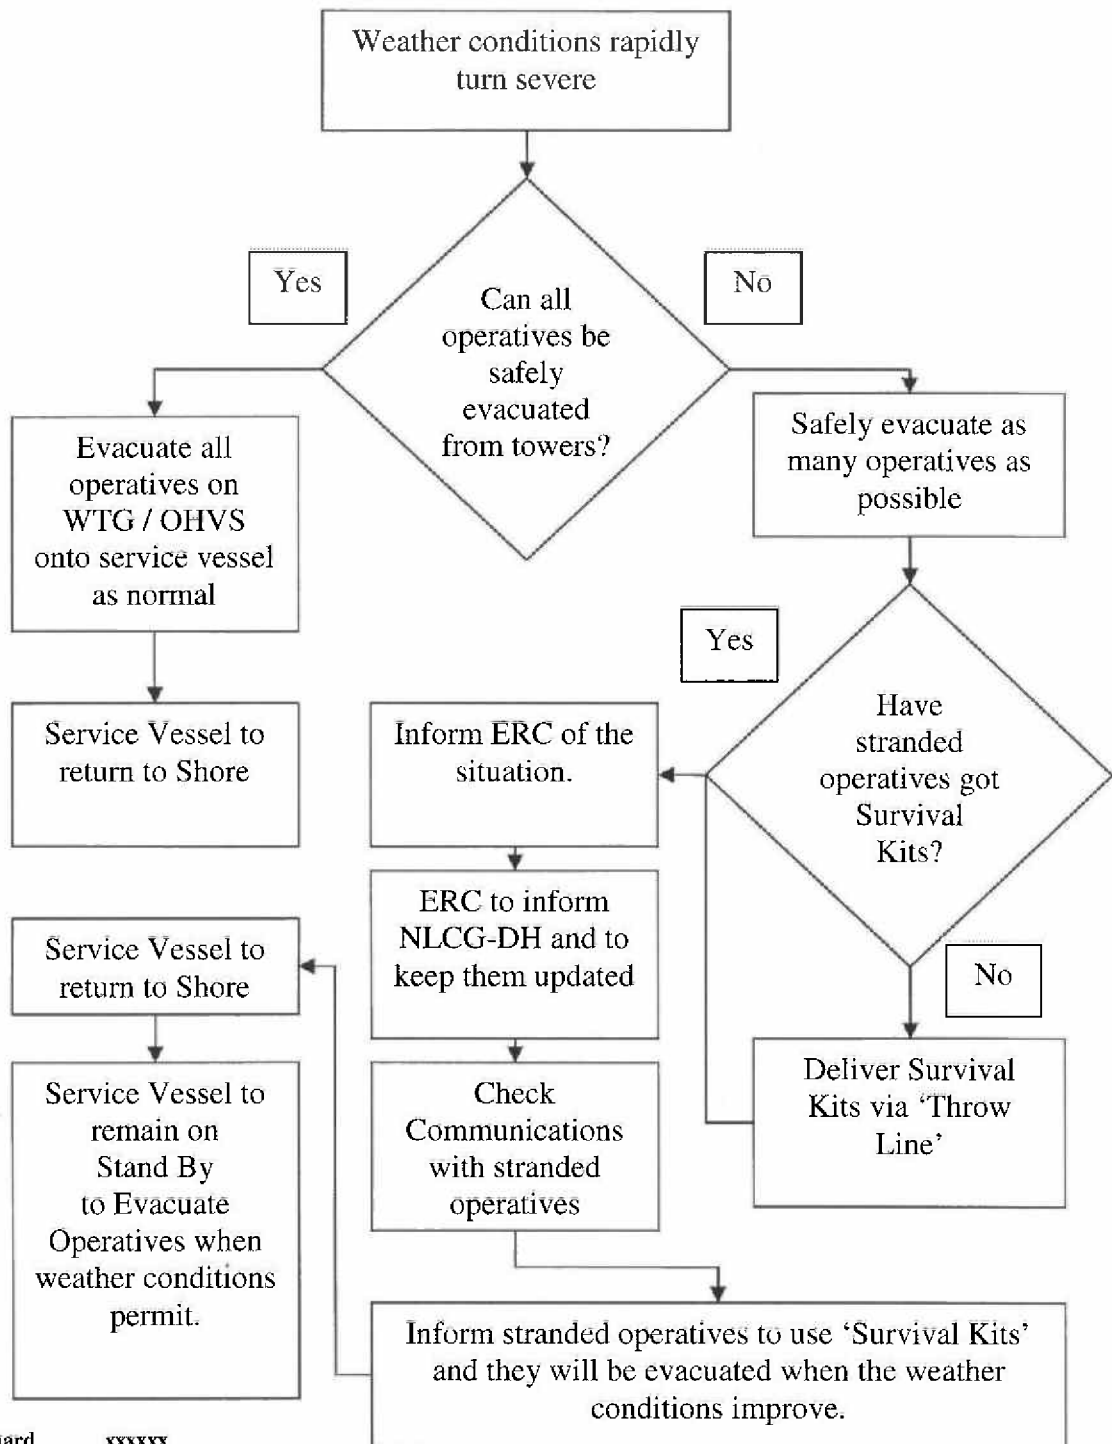 Weather conditions rapidly
turn severe
Yes
No
Can all
operatives be
safely
evacuated
from towers?
Evacuate all
operatives on
WTG / OHVS
onto service vessel
as normal
Safely evacuate as
many operatives as
possible
Service Vessel to
return to Shore
Yes
Have
stranded
operatives got
Survival
Kits?
Inform ERC of the
situation.
ERC to inform
NLCG-DH and to
keep them updated
No
Deliver Survival
Kits via ‘Throw
Line’
Check
Communications
with stranded
operatives
Inform stranded operatives to use ‘Survival Kits’
and they will be evacuated when the weather
conditions improve.
Service Vessel to
return to Shore
Service Vessel to
remain on
Stand By
to Evacuate
Operatives when
weather conditions
permit.
xxxxxx